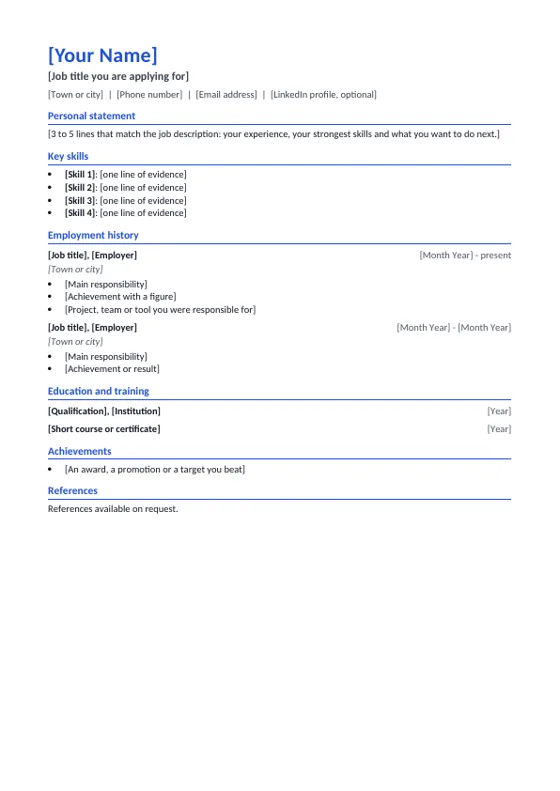 [Your Name]
[Job title you are applying for]
[Town or city] | [Phone number] | [Email address] | [LinkedIn profile, optional]
Personal statement
[3 to 5 lines that match the job description: your experience, your strongest skills and what you want to do next.]
Key skills
• [Skill 1]: [one line of evidence]
• [Skill 2]: [one line of evidence]
• [Skill 3]: [one line of evidence]
• [Skill 4]: [one line of evidence]
Employment history
[Job title], [Employer] [Month Year] - present
[Town or city]
• [Main responsibility]
• [Achievement with a figure]
• [Project, team or tool you were responsible for]
[Job title], [Employer] [Month Year] - [Month Year]
[Town or city]
• [Main responsibility]
• [Achievement or result]
Education and training
[Qualification], [Institution] [Year]
[Short course or certificate] [Year]
Achievements
• [An award, a promotion or a target you beat]
References
References available on request.